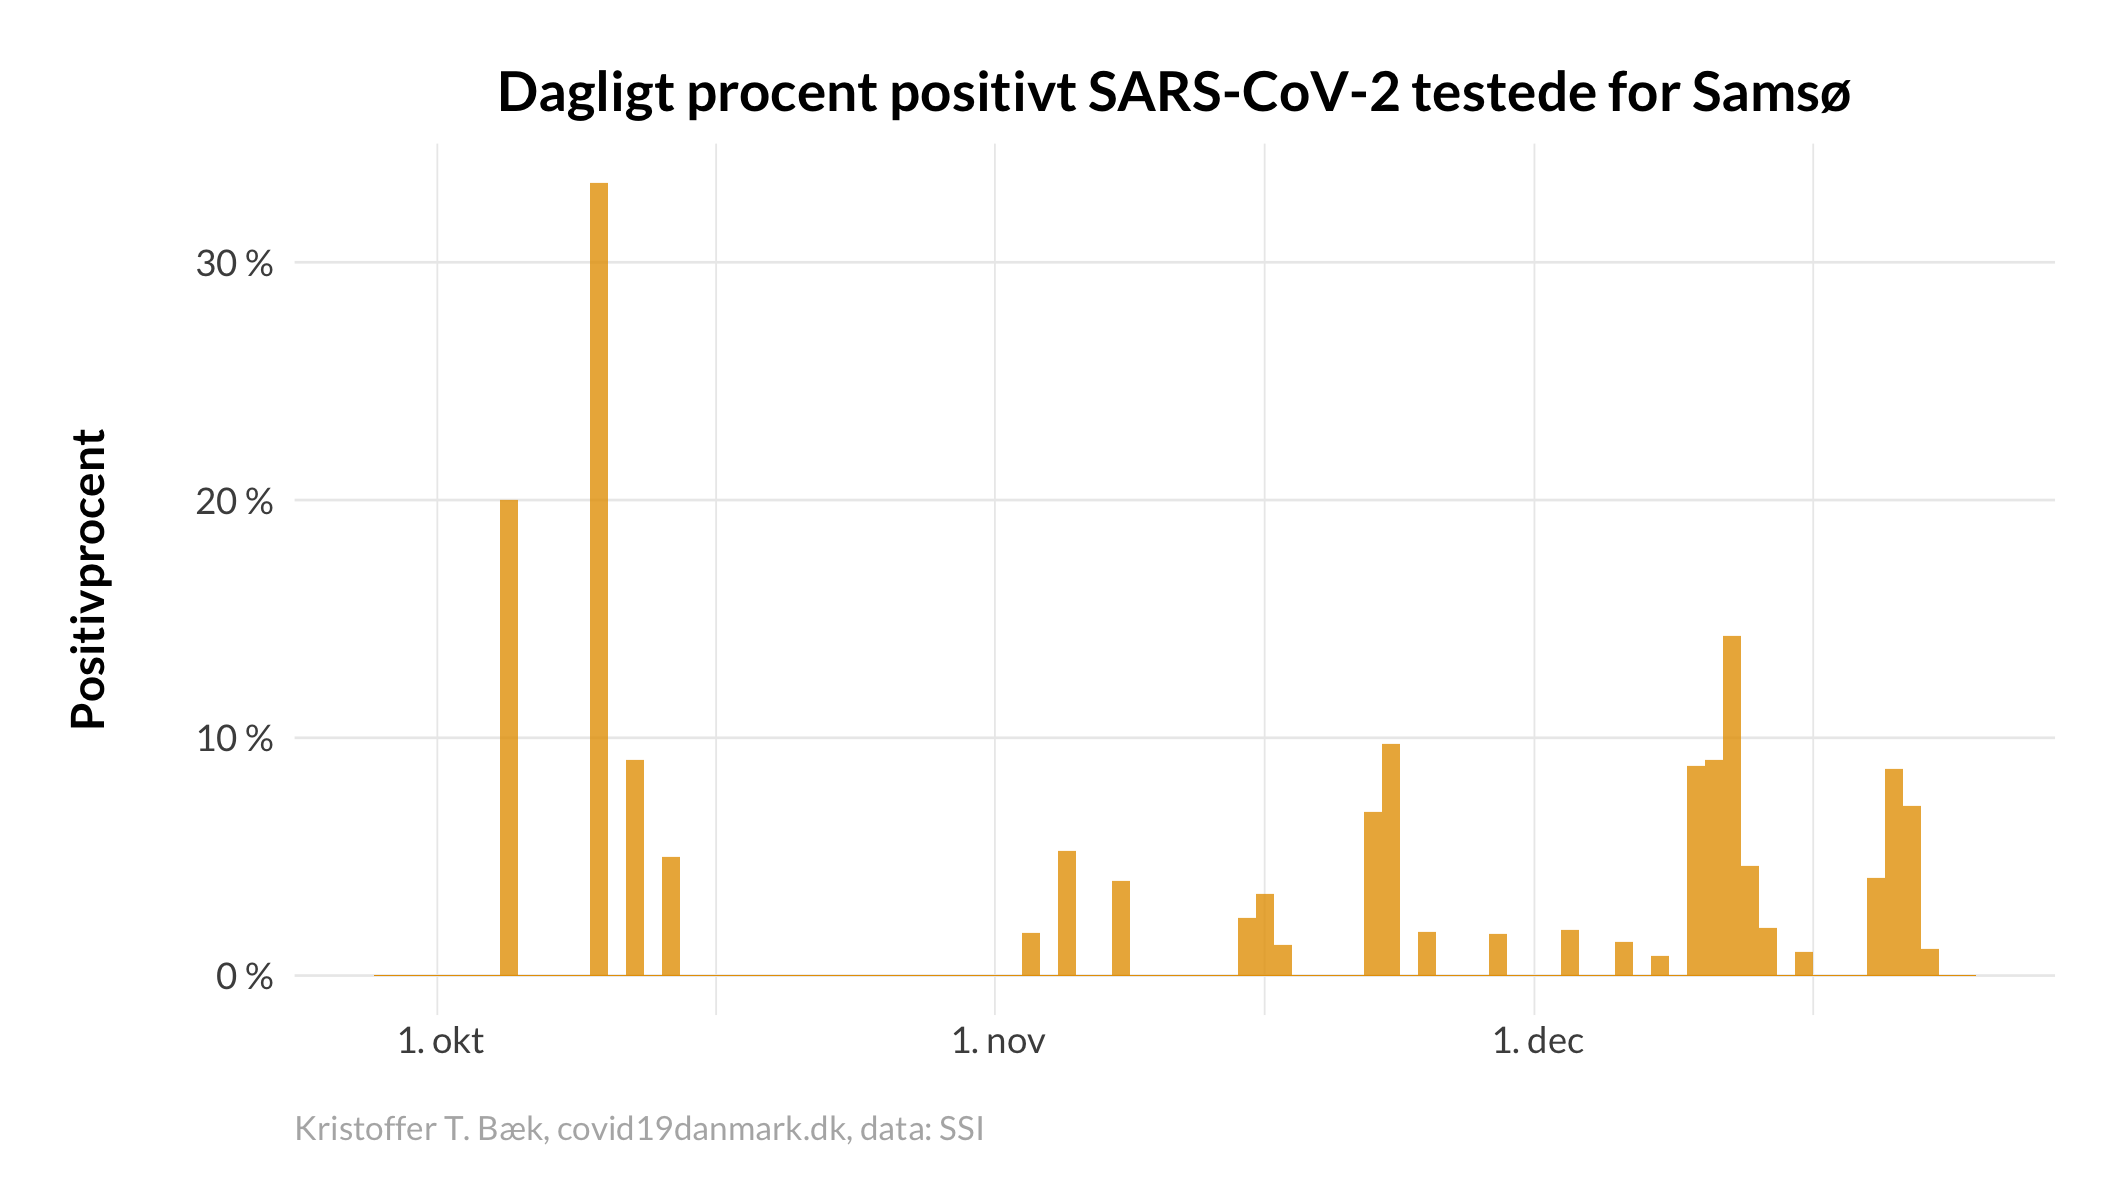 Dagligt procent positivt SARS-CoV-2 testede for Samsø
Positivprocent
30 %
20 %
10 %
0 %
1. okt
1. nov
1. dec
Kristoffer T. Bæk, covid19danmark.dk, data: SSI